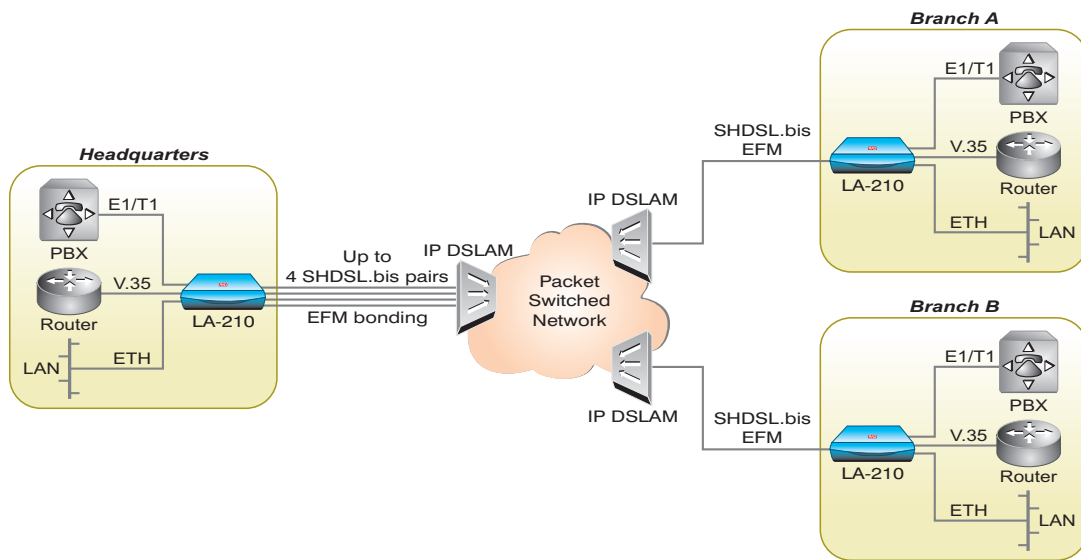 Headquarters
E1/T1
PBX
V.35
Router
LA-210
ETH
LAN
Up to
4 SHDSL.bis pairs
EFM bonding
IP DSLAM
Packet
Switched
Network
IP DSLAM
IP DSLAM
SHDSL.bis
EFM
Branch A
E1/T1
PBX
V.35
Router
LA-210
ETH
LAN
SHDSL.bis
EFM
Branch B
E1/T1
PBX
V.35
Router
LA-210
ETH
LAN